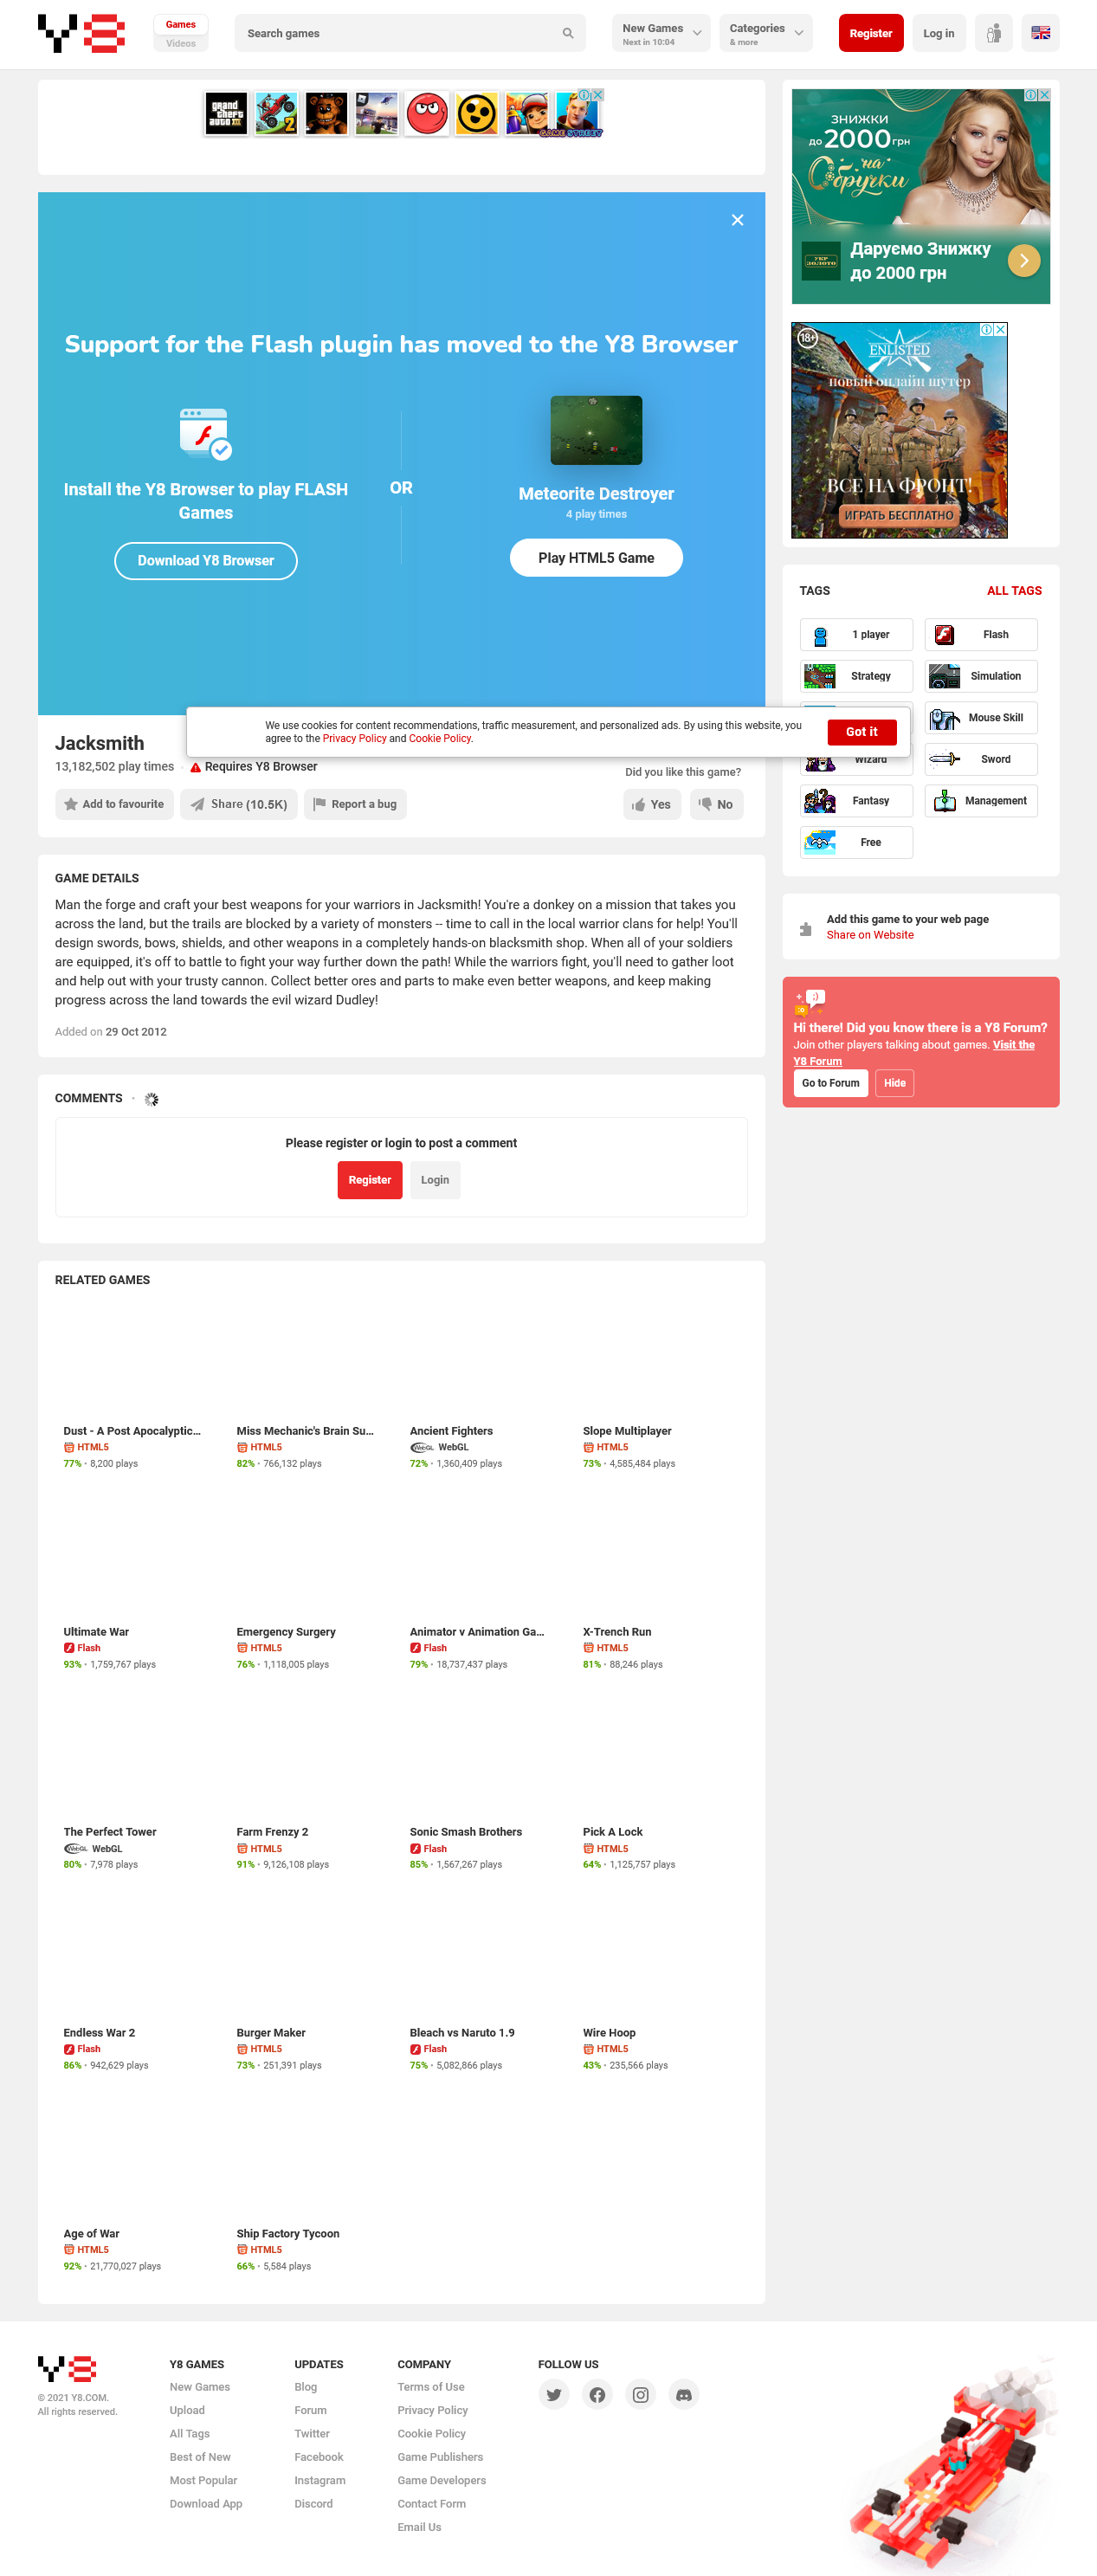 Y8
Games
Videos
Search games
New Games
Next in 10:04
Categories
& more
Register
Log in
grand
theft
auto
2
GAME STREET
ЗНИЖКИ
до 2000 грн
на
Обручки
УКР
ЗОЛОТО
Даруємо Знижку
до 2000 грн
Support for the Flash plugin has moved to the Y8 Browser
Install the Y8 Browser to play FLASH
Games
Download Y8 Browser
OR
Meteorite Destroyer
4 play times
Play HTML5 Game
18+
ENLISTED
новый онлайн шутер
ВСЕ НА ФРОНТ!
ИГРАТЬ БЕСПЛАТНО
TAGS
ALL TAGS
1 player
Flash
Strategy
Simulation
Mouse Skill
Wizard
Sword
Fantasy
Management
Free
We use cookies for content recommendations, traffic measurement, and personalized ads. By using this website, you
agree to the Privacy Policy and Cookie Policy.
Got it
Jacksmith
13,182,502 play times
Requires Y8 Browser
Did you like this game?
Add to favourite
Share (10.5K)
Report a bug
Yes
No
GAME DETAILS
Man the forge and craft your best weapons for your warriors in Jacksmith! You're a donkey on a mission that takes you
across the land, but the trails are blocked by a variety of monsters -- time to call in the local warrior clans for help! You'll
design swords, bows, shields, and other weapons in a completely hands-on blacksmith shop. When all of your soldiers
are equipped, it's off to battle to fight your way further down the path! While the warriors fight, you'll need to gather loot
and help out with your trusty cannon. Collect better ores and parts to make even better weapons, and keep making
progress across the land towards the evil wizard Dudley!
Added on 29 Oct 2012
Add this game to your web page
Share on Website
Hi there! Did you know there is a Y8 Forum?
Join other players talking about games. Visit the
Y8 Forum
Go to Forum
Hide
COMMENTS •
Please register or login to post a comment
Register
Login
RELATED GAMES
Dust - A Post Apocalyptic...
HTML5
77% • 8,200 plays
Miss Mechanic's Brain Su...
HTML5
82% • 766,132 plays
Ancient Fighters
WebGL
72% • 1,360,409 plays
Slope Multiplayer
HTML5
73% • 4,585,484 plays
Ultimate War
Flash
93% • 1,759,767 plays
Emergency Surgery
HTML5
76% • 1,118,005 plays
Animator v Animation Ga...
Flash
79% • 18,737,437 plays
X-Trench Run
HTML5
81% • 88,246 plays
The Perfect Tower
WebGL
80% • 7,978 plays
Farm Frenzy 2
HTML5
91% • 9,126,108 plays
Sonic Smash Brothers
Flash
85% • 1,567,267 plays
Pick A Lock
HTML5
64% • 1,125,757 plays
Endless War 2
Flash
86% • 942,629 plays
Burger Maker
HTML5
73% • 251,391 plays
Bleach vs Naruto 1.9
Flash
75% • 5,082,866 plays
Wire Hoop
HTML5
43% • 235,566 plays
Age of War
HTML5
92% • 21,770,027 plays
Ship Factory Tycoon
HTML5
66% • 5,584 plays
Y8
© 2021 Y8.COM.
All rights reserved.
Y8 GAMES
New Games
Upload
All Tags
Best of New
Most Popular
Download App
UPDATES
Blog
Forum
Twitter
Facebook
Instagram
Discord
COMPANY
Terms of Use
Privacy Policy
Cookie Policy
Game Publishers
Game Developers
Contact Form
Email Us
FOLLOW US